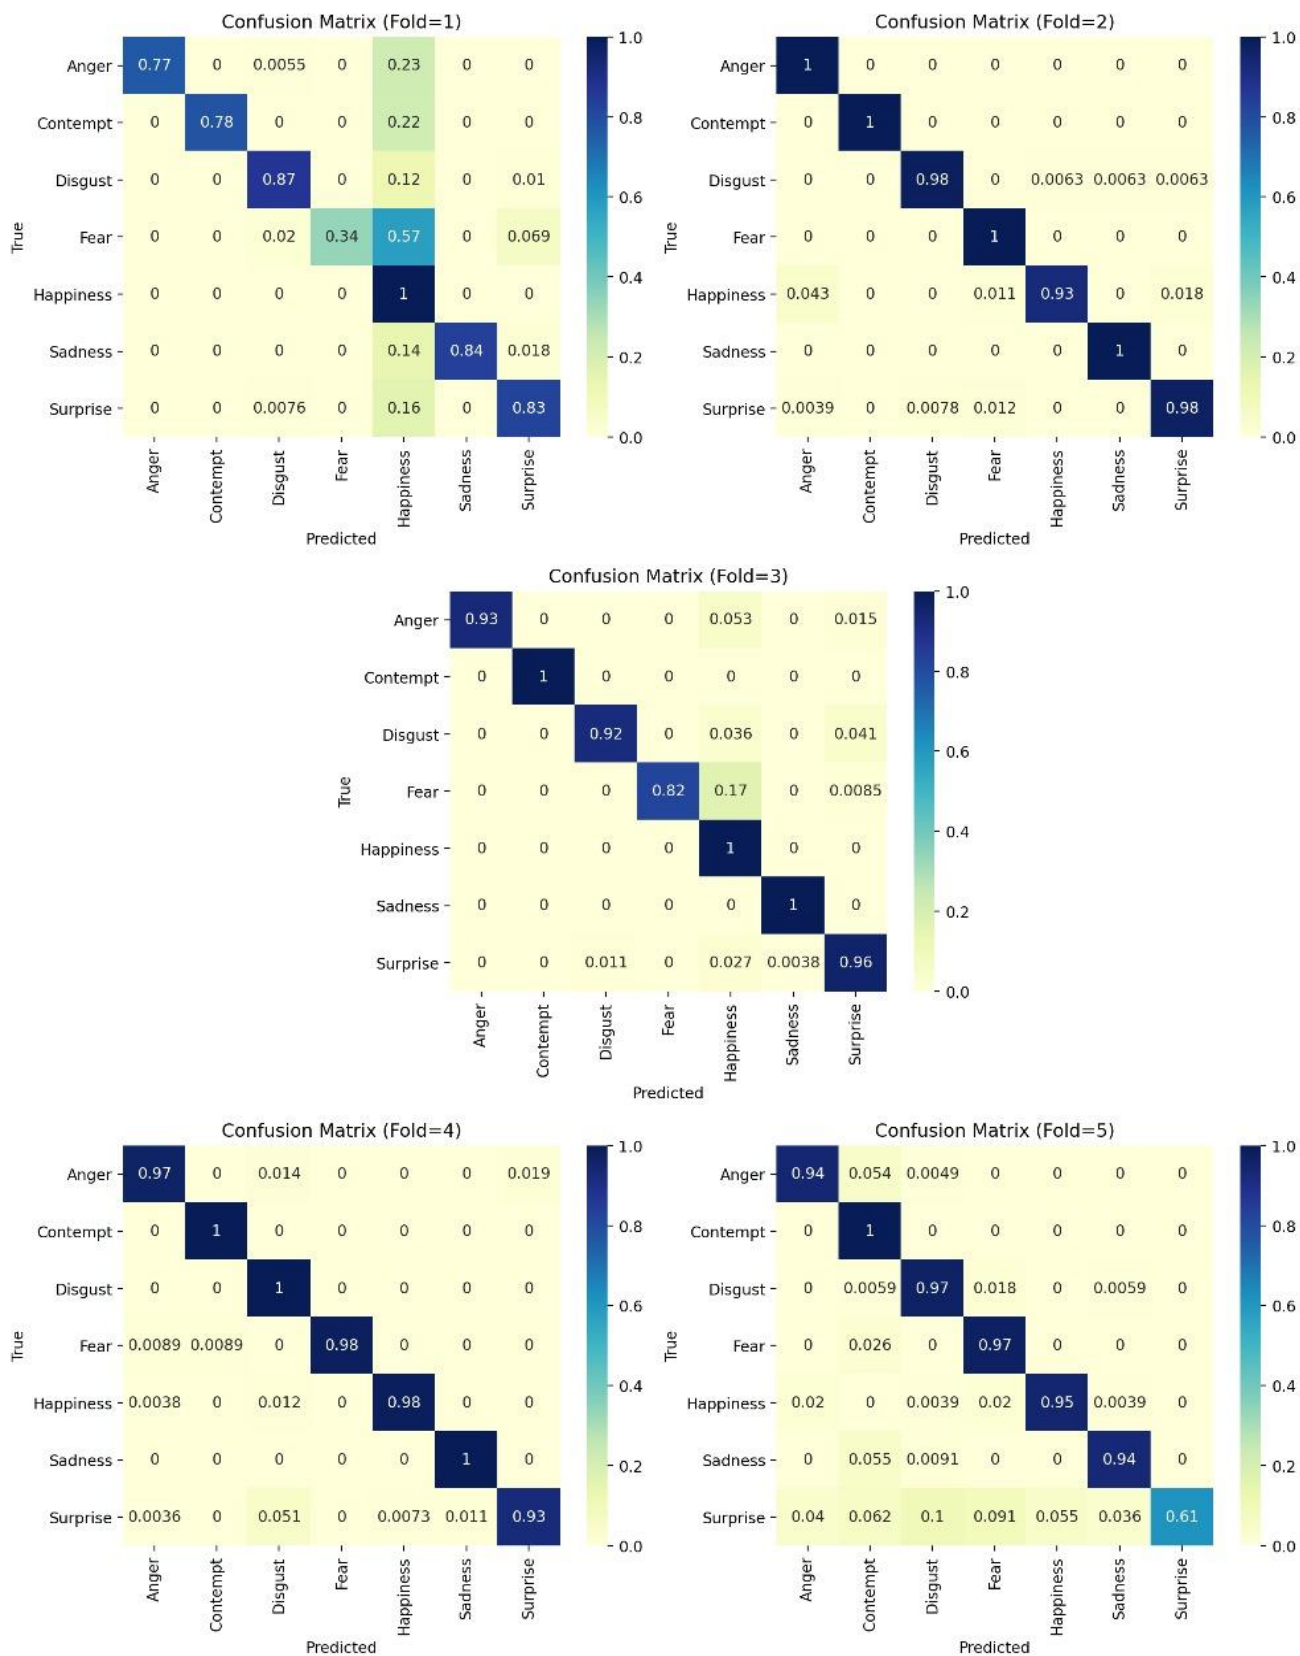 Confusion Matrix (Fold=1)
Anger 0.77 0 0.0055 0 0.23 0 0
Contempt 0 0.78 0 0 0.22 0 0
Disgust 0 0 0.87 0 0.12 0 0.01
Fear 0 0 0.02 0.34 0.57 0 0.069
Happiness 0 0 0 0 1 0 0
Sadness 0 0 0 0 0.14 0.84 0.018
Surprise 0 0 0.0076 0 0.16 0 0.83
True
Anger Contempt Disgust Fear Happiness Sadness Surprise
Predicted
1.0
0.8
0.6
0.4
0.2
0.0
Confusion Matrix (Fold=2)
Anger 1 0 0 0 0 0 0
Contempt 0 1 0 0 0 0 0
Disgust 0 0 0.98 0 0.0063 0.0063 0.0063
Fear 0 0 0 1 0 0 0
Happiness 0.043 0 0 0.011 0.93 0 0.018
Sadness 0 0 0 0 0 1 0
Surprise 0.0039 0 0.0078 0.012 0 0 0.98
True
Anger Contempt Disgust Fear Happiness Sadness Surprise
Predicted
1.0
0.8
0.6
0.4
0.2
0.0
Confusion Matrix (Fold=3)
Anger 0.93 0 0 0 0.053 0 0.015
Contempt 0 1 0 0 0 0 0
Disgust 0 0 0.92 0 0.036 0 0.041
Fear 0 0 0 0.82 0.17 0 0.0085
Happiness 0 0 0 0 1 0 0
Sadness 0 0 0 0 0 1 0
Surprise 0 0 0.011 0 0.027 0.0038 0.96
True
Anger Contempt Disgust Fear Happiness Sadness Surprise
Predicted
1.0
0.8
0.6
0.4
0.2
0.0
Confusion Matrix (Fold=4)
Anger 0.97 0 0.014 0 0 0 0.019
Contempt 0 1 0 0 0 0 0
Disgust 0 0 1 0 0 0 0
Fear 0.0089 0.0089 0 0.98 0 0 0
Happiness 0.0038 0 0.012 0 0.98 0 0
Sadness 0 0 0 0 0 1 0
Surprise 0.0036 0 0.051 0 0.0073 0.011 0.93
True
Anger Contempt Disgust Fear Happiness Sadness Surprise
Predicted
1.0
0.8
0.6
0.4
0.2
0.0
Confusion Matrix (Fold=5)
Anger 0.94 0.054 0.0049 0 0 0 0
Contempt 0 1 0 0 0 0 0
Disgust 0 0.0059 0.97 0.018 0 0.0059 0
Fear 0 0.026 0 0.97 0 0 0
Happiness 0.02 0 0.0039 0.02 0.95 0.0039 0
Sadness 0 0.055 0.0091 0 0 0.94 0
Surprise 0.04 0.062 0.1 0.091 0.055 0.036 0.61
True
Anger Contempt Disgust Fear Happiness Sadness Surprise
Predicted
1.0
0.8
0.6
0.4
0.2
0.0